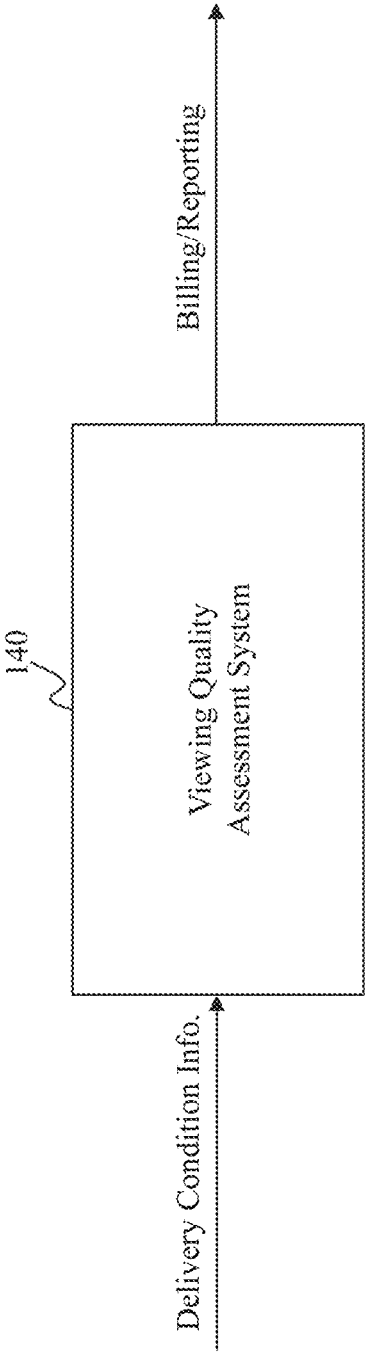 140
Delivery Condition Info.
Viewing Quality
Assessment System
Billing/Reporting